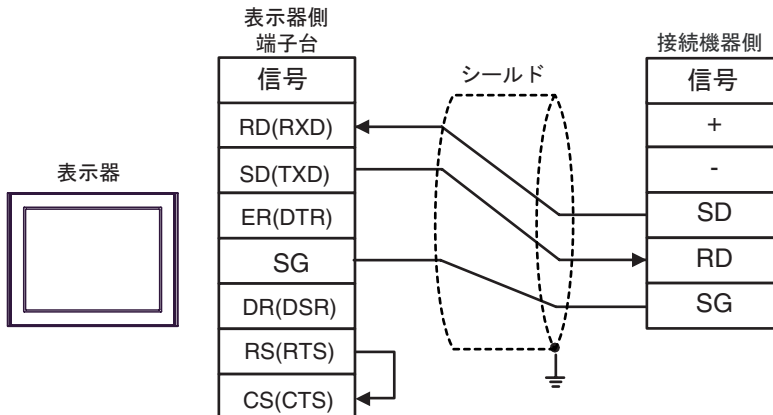 表示器
表示器側
端子台
信号
RD(RXD)
SD(TXD)
ER(DTR)
SG
DR(DSR)
RS(RTS)
CS(CTS)
シールド
接続機器側
信号
+
-
SD
RD
SG